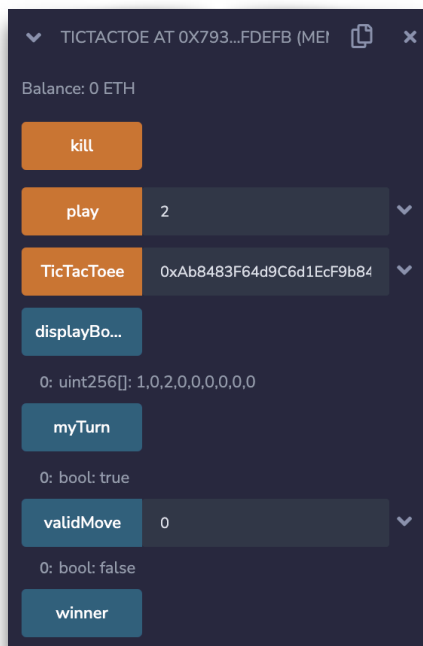 TICTACTOE AT 0X793...FDEFB (MEM
Balance: 0 ETH
kill
play 2
TicTacToee 0xAb8483F64d9C6d1EcF9b84
displayBo...
0: uint256[]: 1,0,2,0,0,0,0,0,0
myTurn
0: bool: true
validMove 0
0: bool: false
winner